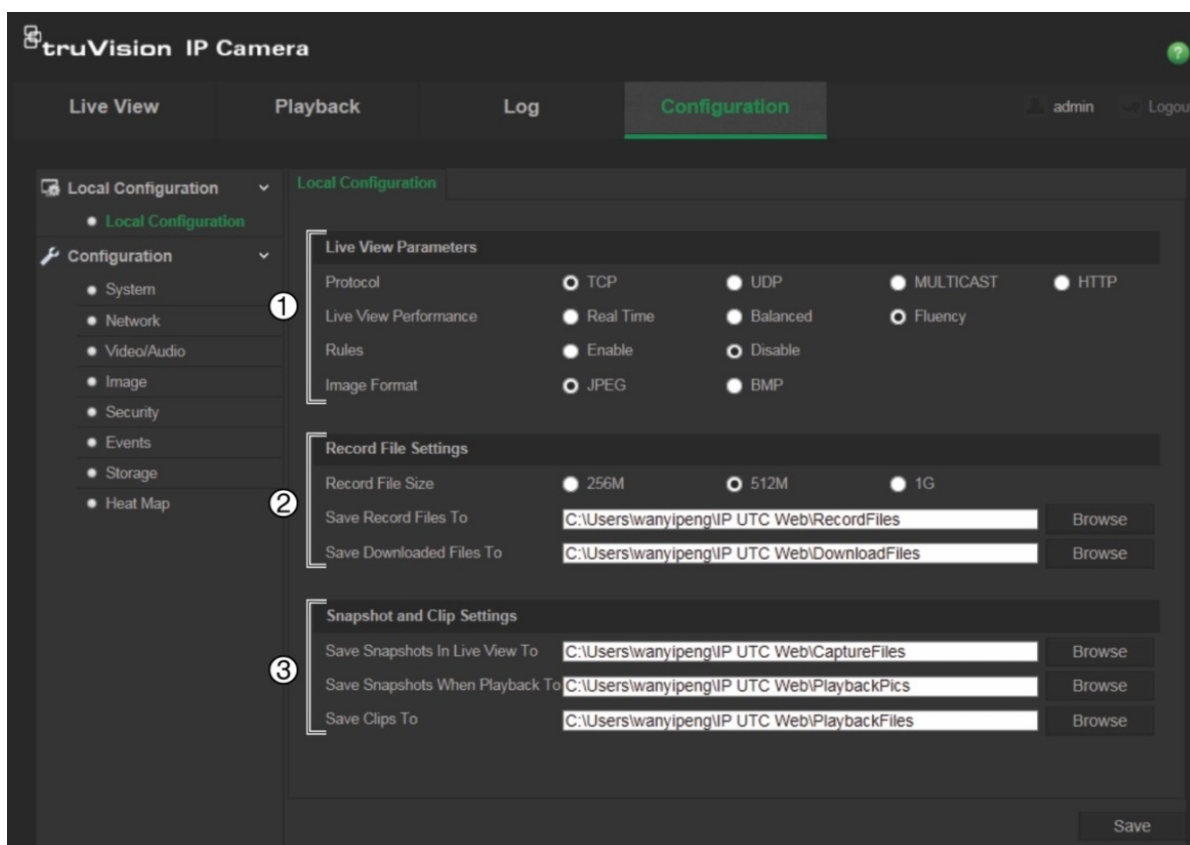 truVision IP Camera
?
Live View Playback Log Configuration admin Logou
Local Configuration
Local Configuration
Configuration
System
Network
Video/Audio
Image
Security
Events
Storage
Heat Map
Local Configuration
① Live View Parameters
Protocol TCP UDP MULTICAST HTTP
Live View Performance Real Time Balanced Fluency
Rules Enable Disable
Image Format JPEG BMP
② Record File Settings
Record File Size 256M 512M 1G
Save Record Files To C:\Users\wanyipeng\IP UTC Web\RecordFiles Browse
Save Downloaded Files To C:\Users\wanyipeng\IP UTC Web\DownloadFiles Browse
③ Snapshot and Clip Settings
Save Snapshots In Live View To C:\Users\wanyipeng\IP UTC Web\CaptureFiles Browse
Save Snapshots When Playback To C:\Users\wanyipeng\IP UTC Web\PlaybackPics Browse
Save Clips To C:\Users\wanyipeng\IP UTC Web\PlaybackFiles Browse
Save